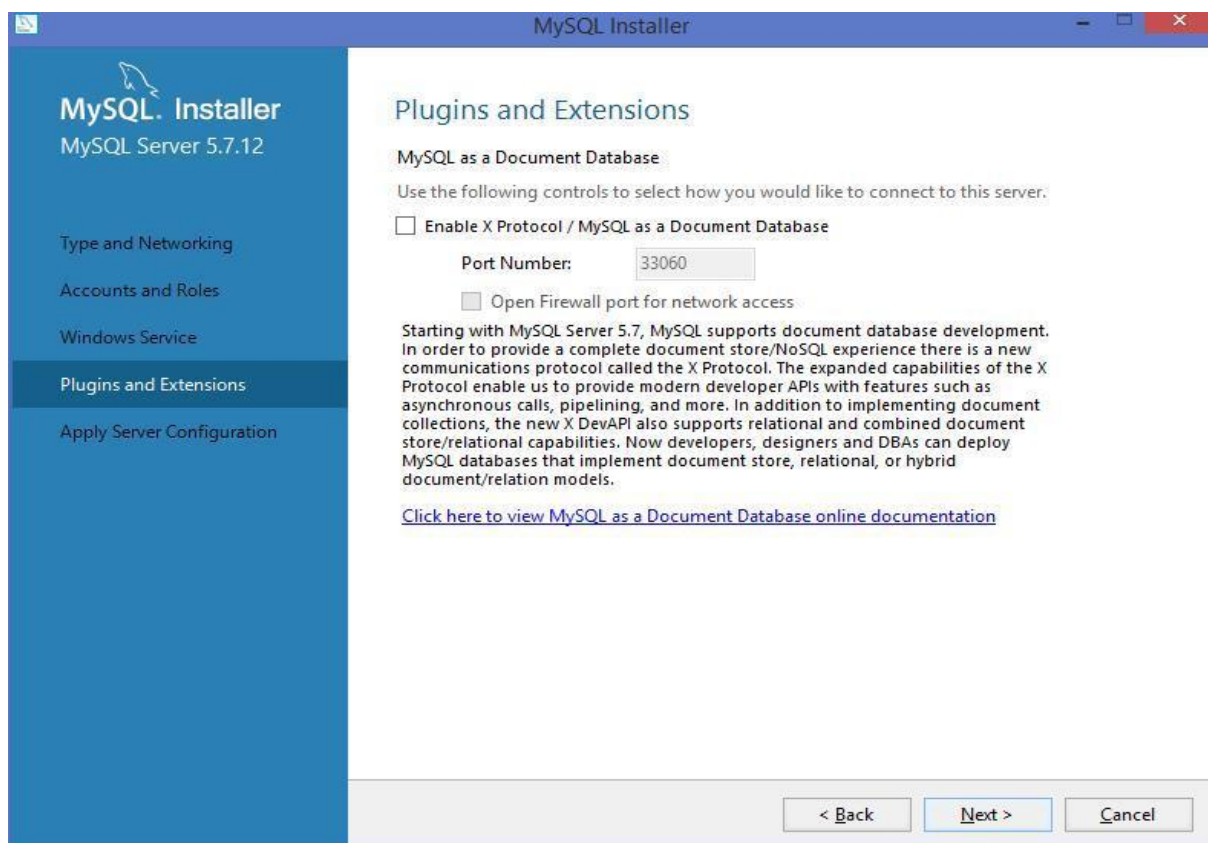 MySQL Installer
MySQL. Installer
MySQL Server 5.7.12
Type and Networking
Accounts and Roles
Windows Service
Plugins and Extensions
Apply Server Configuration
Plugins and Extensions
MySQL as a Document Database
Use the following controls to select how you would like to connect to this server.
Enable X Protocol / MySQL as a Document Database
Port Number: 33060
Open Firewall port for network access
Starting with MySQL Server 5.7, MySQL supports document database development.
In order to provide a complete document store/NoSQL experience there is a new
communications protocol called the X Protocol. The expanded capabilities of the X
Protocol enable us to provide modern developer APIs with features such as
asynchronous calls, pipelining, and more. In addition to implementing document
collections, the new X DevAPI also supports relational and combined document
store/relational capabilities. Now developers, designers and DBAs can deploy
MySQL databases that implement document store, relational, or hybrid
document/relation models.
Click here to view MySQL as a Document Database online documentation
< Back
Next >
Cancel